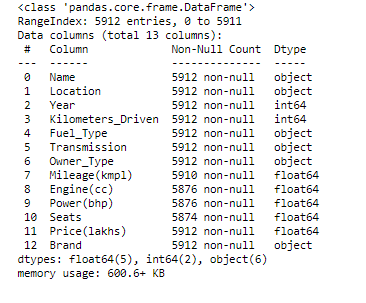 <class 'pandas.core.frame.DataFrame'>
RangeIndex: 5912 entries, 0 to 5911
Data columns (total 13 columns):
 #   Column             Non-Null Count  Dtype
---  ------             --------------  -----
 0   Name               5912 non-null   object
 1   Location           5912 non-null   object
 2   Year               5912 non-null   int64
 3   Kilometers_Driven  5912 non-null   int64
 4   Fuel_Type          5912 non-null   object
 5   Transmission       5912 non-null   object
 6   Owner_Type         5912 non-null   object
 7   Mileage(kmpl)      5910 non-null   float64
 8   Engine(cc)         5876 non-null   float64
 9   Power(bhp)         5876 non-null   float64
 10  Seats              5874 non-null   float64
 11  Price(lakhs)       5912 non-null   float64
 12  Brand              5912 non-null   object
dtypes: float64(5), int64(2), object(6)
memory usage: 600.6+ KB